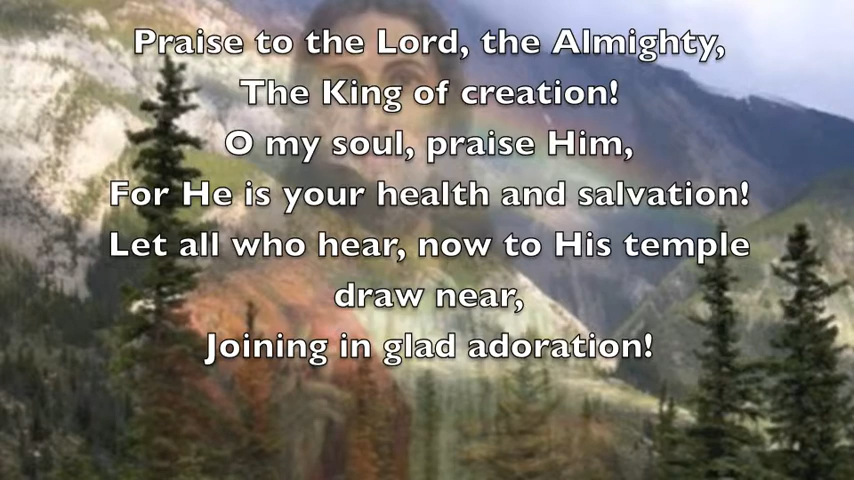 Praise to the Lord, the Almighty,
The King of creation!
O my soul, praise Him,
For He is your health and salvation!
Let all who hear, now to His temple
draw near,
Joining in glad adoration!